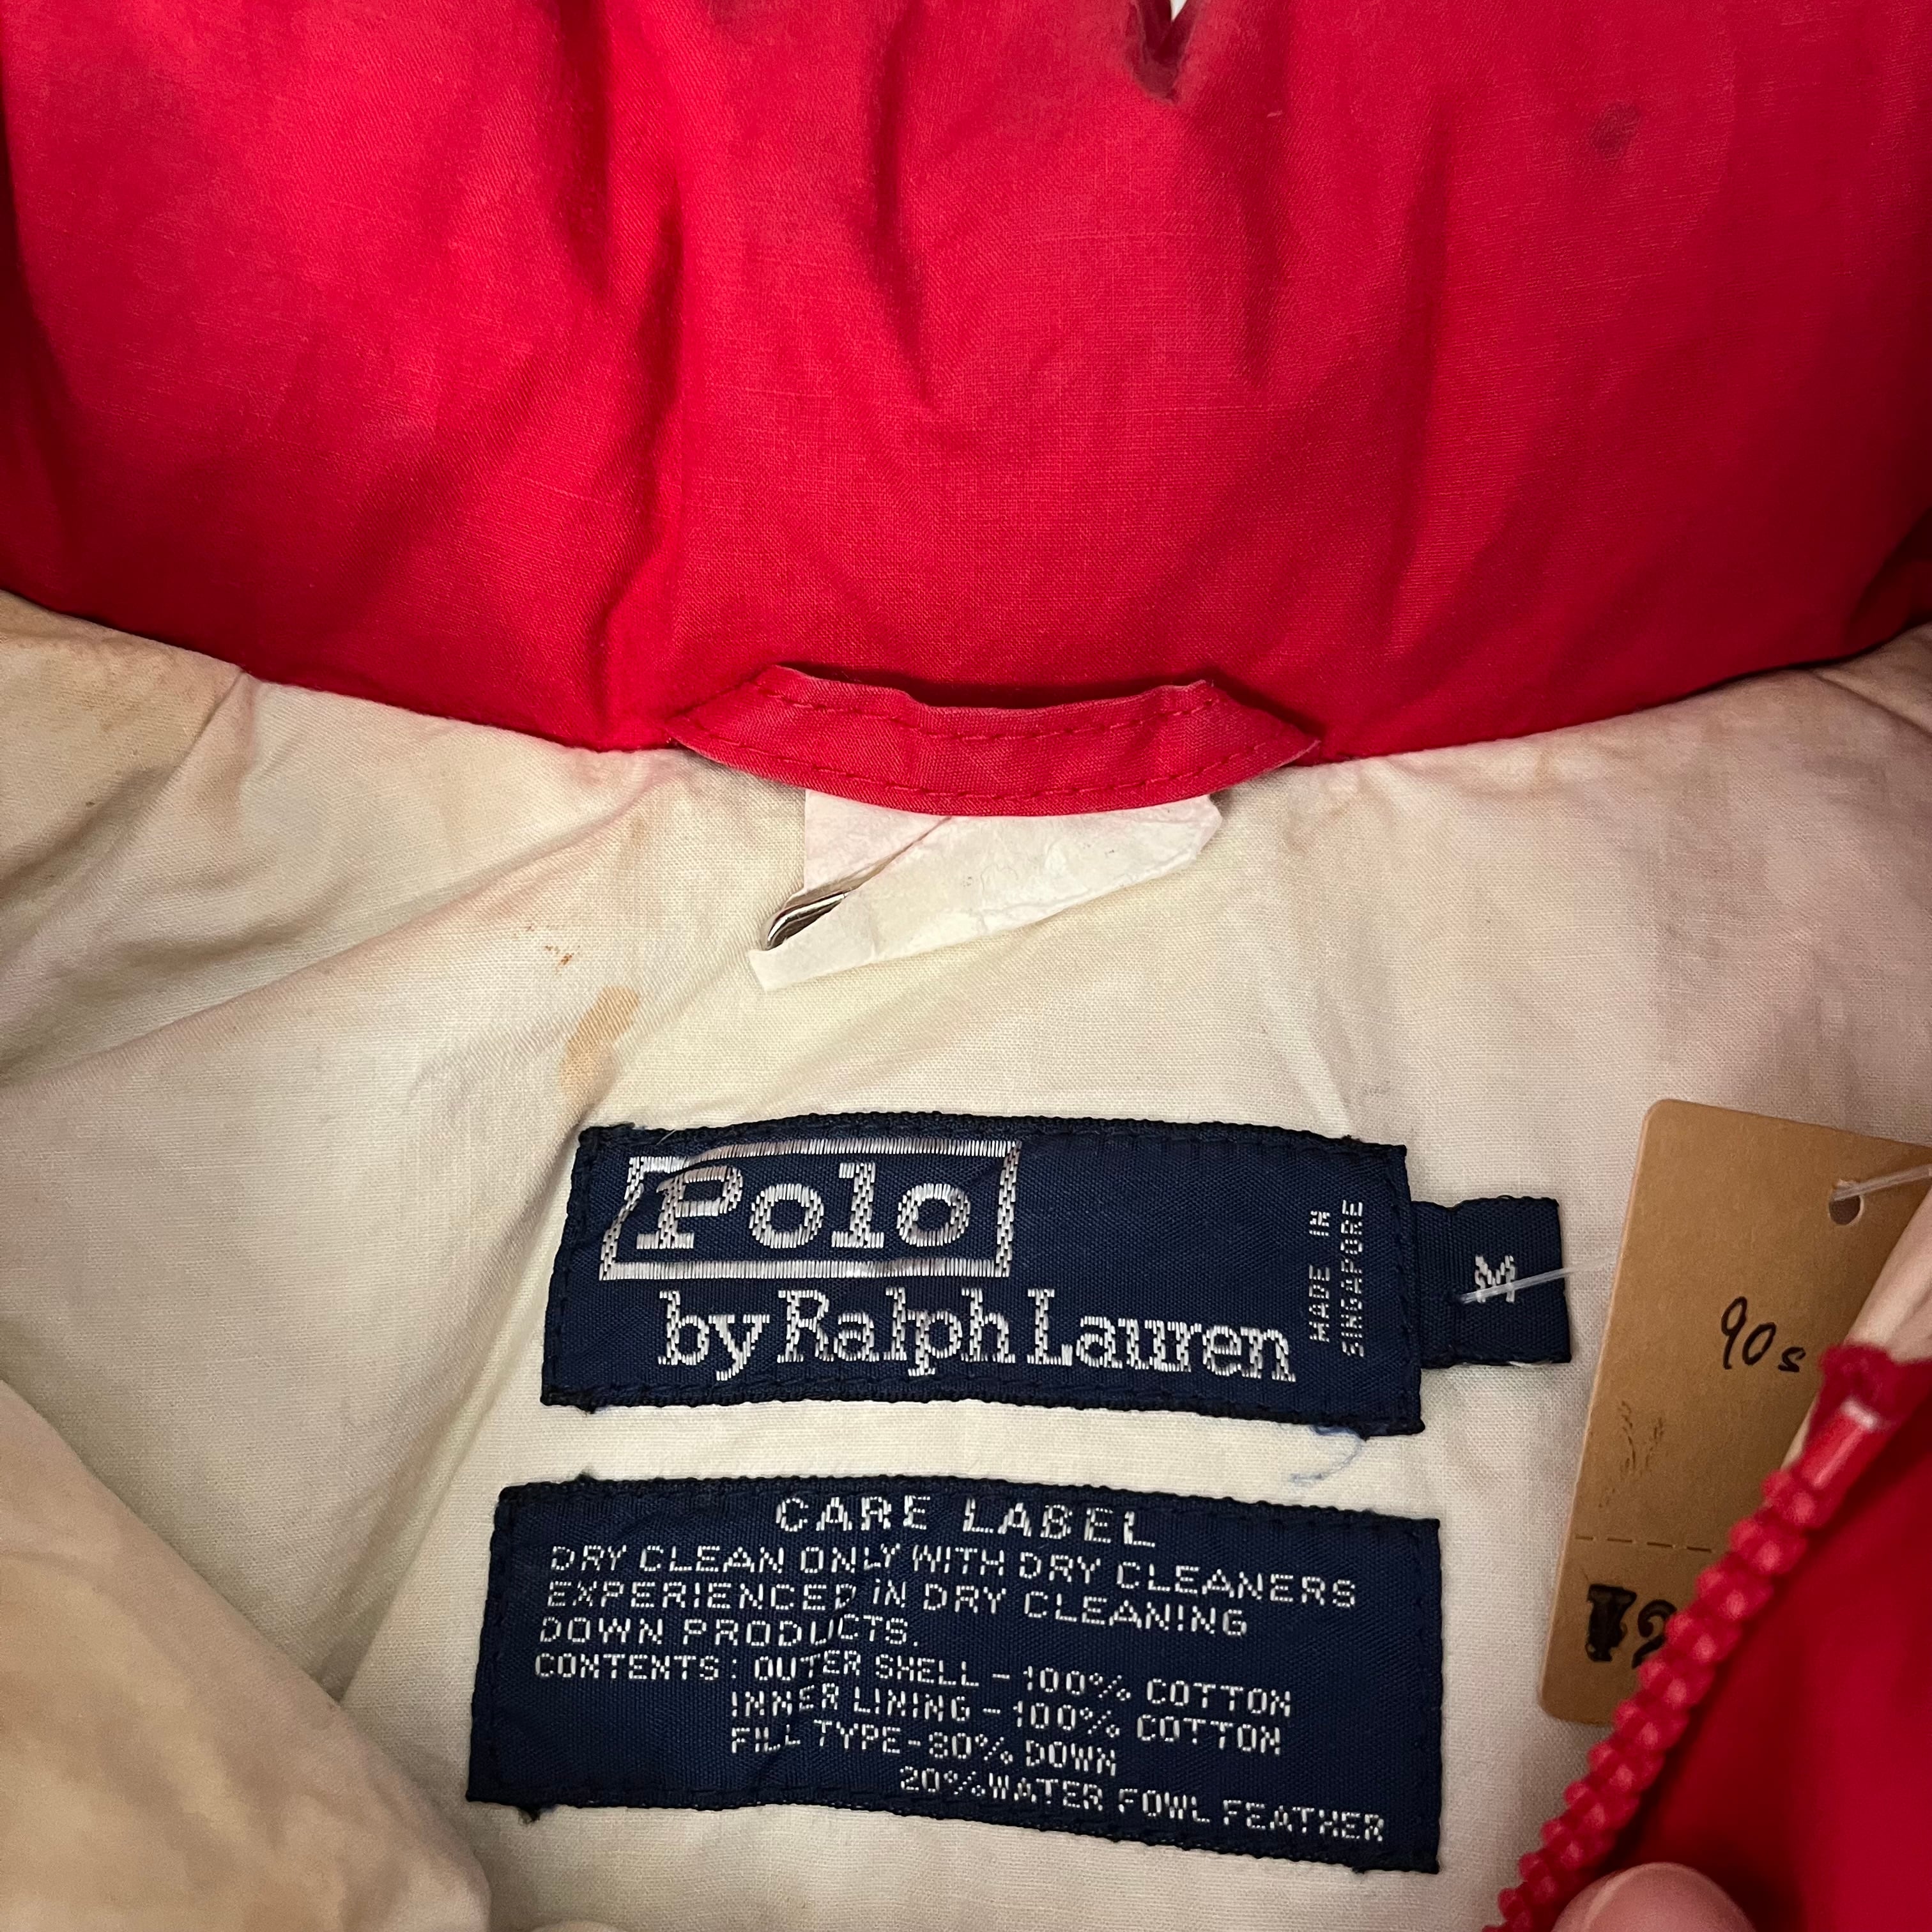 Polo
by Ralph Lauren
MADE IN
SINGAPORE
M
90s
CARE LABEL
DRY CLEAN ONLY WITH DRY CLEANERS
EXPERIENCED IN DRY CLEANING
DOWN PRODUCTS.
CONTENTS: OUTER SHELL - 100% COTTON
INNER LINING - 100% COTTON
FILL TYPE - 80% DOWN
20% WATER FOWL FEATHER